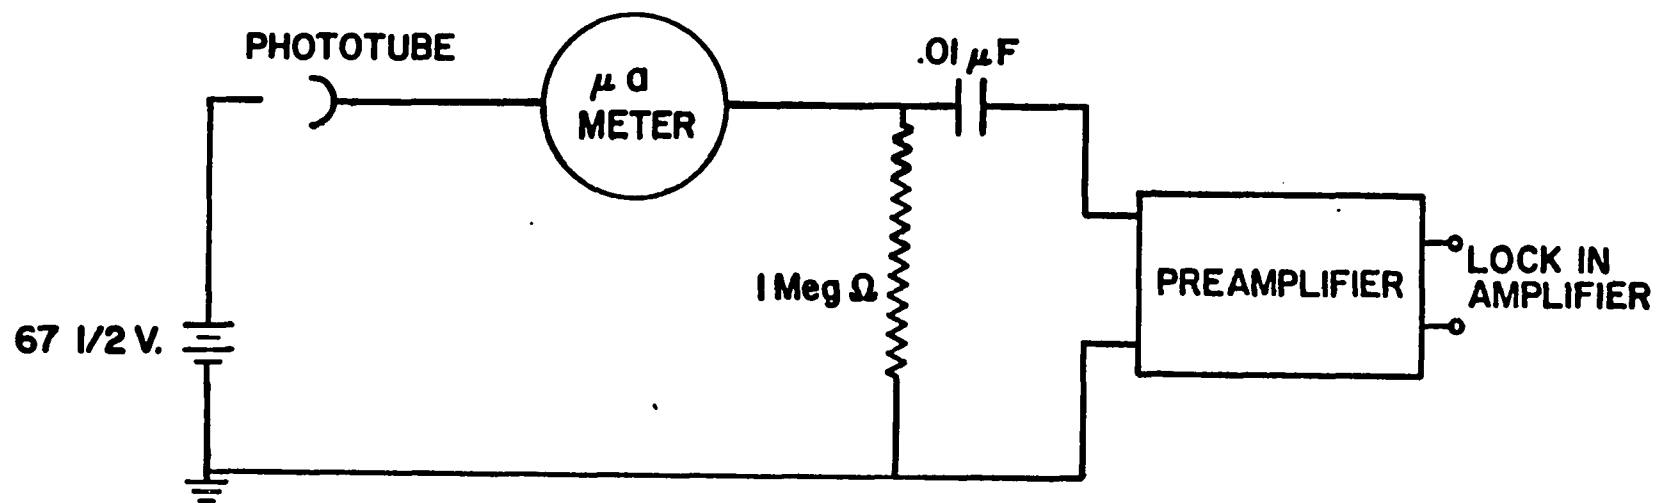 PHOTOTUBE
μ a
METER
.01 μF
1 Meg Ω
67 1/2 V.
PREAMPLIFIER
LOCK IN
AMPLIFIER